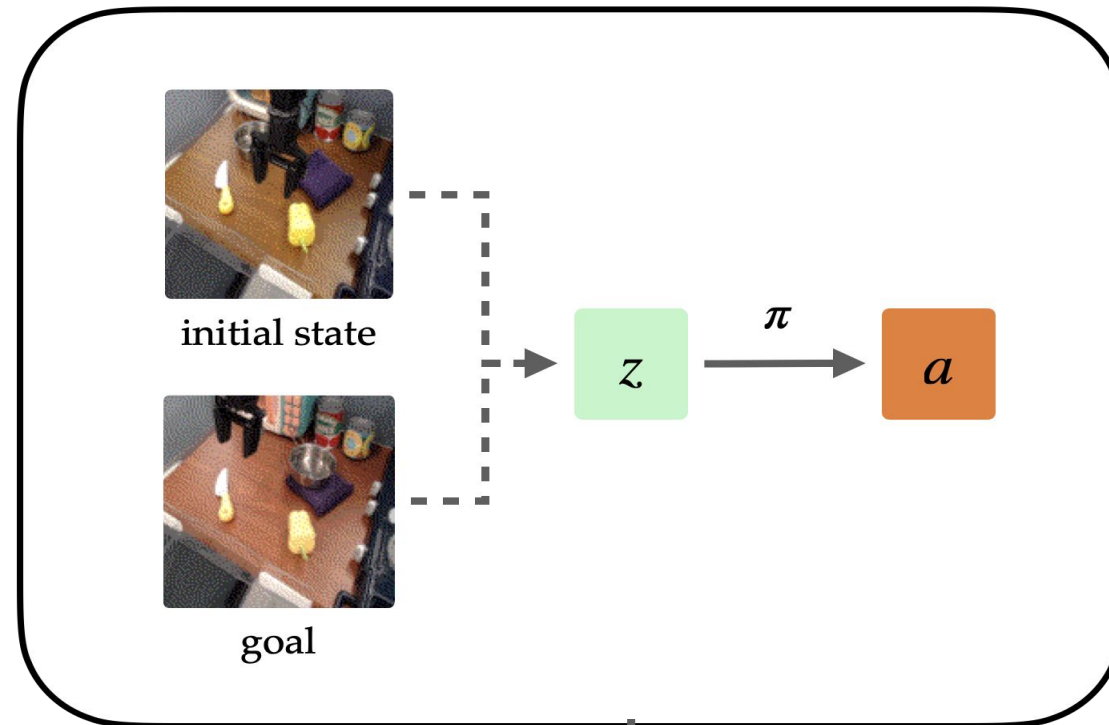 initial state
goal
z
π
a